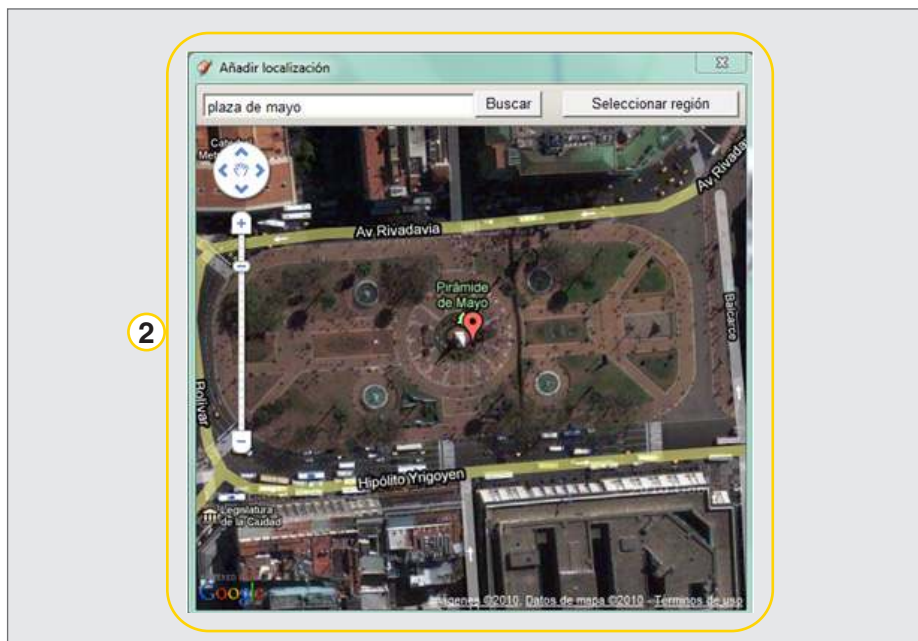 Añadir localización
plaza de mayo
Buscar
Seleccionar región
Av Rivadavia
Av Rivadavia
Pirámide
de Mayo
2
Balcarce
Bolívar
Hipólito Yrigoyen
Legislatura
de la Ciudad
Google
Imágenes ©2010, Datos de mapa ©2010 - Términos de uso